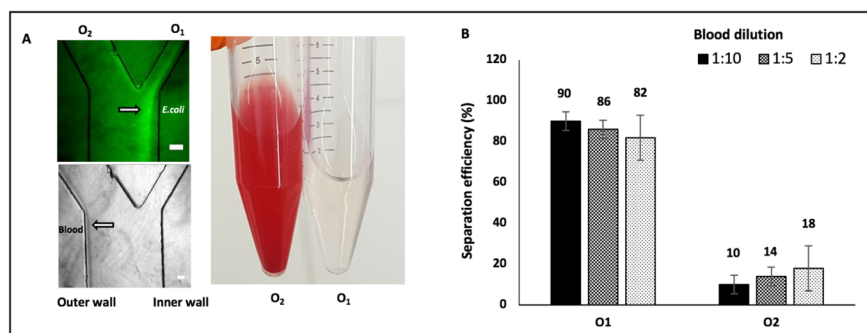 A
O2
O1
E.coli
Blood
Outer wall
Inner wall
5
O2
O1
B
Blood dilution
1:10
1:5
1:2
Separation efficiency (%)
120
100
80
60
40
20
0
90
86
82
10
14
18
O1
O2